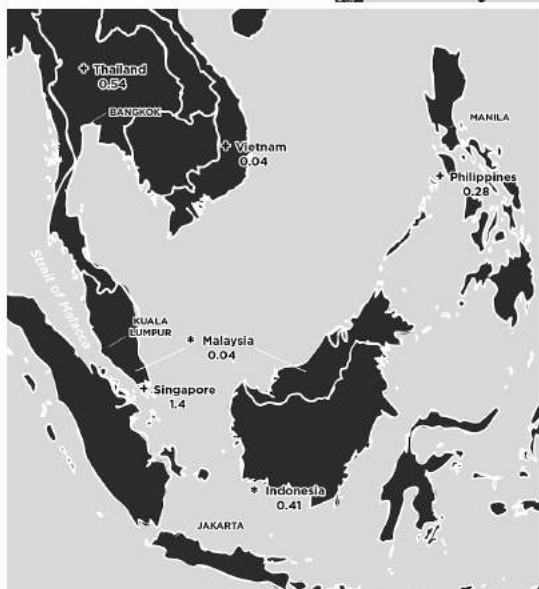 + Thailand
0.54
BANGKOK
+ Vietnam
0.04
MANILA
+ Philippines
0.28
Strait of Malacca
KUALA
LUMPUR
* Malaysia
0.04
+ Singapore
1.4
* Indonesia
0.41
JAKARTA